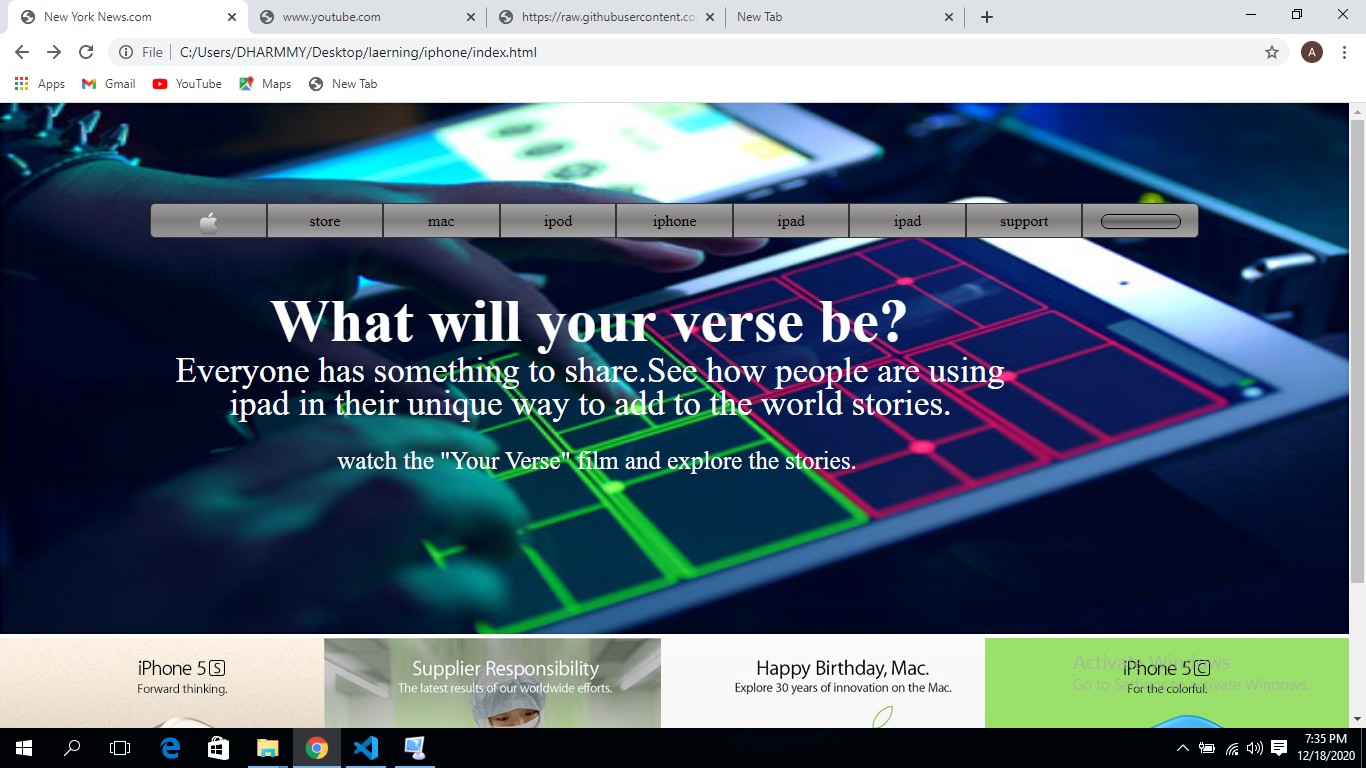 New York News.com
www.youtube.com
https://raw.githubusercontent.co
New Tab
File
C:/Users/DHARMMY/Desktop/laerning/iphone/index.html
A
Apps
Gmail
YouTube
Maps
New Tab
store
mac
ipod
iphone
ipad
ipad
support
What will your verse be?
Everyone has something to share.See how people are using
ipad in their unique way to add to the world stories.
watch the "Your Verse" film and explore the stories.
iPhone 5S
Forward thinking.
Supplier Responsibility
The latest results of our worldwide efforts.
Happy Birthday, Mac.
Explore 30 years of innovation on the Mac.
iPhone 5C
For the colorful.
Activate Windows
Go to Settings to activate Windows.
7:35 PM
12/18/2020